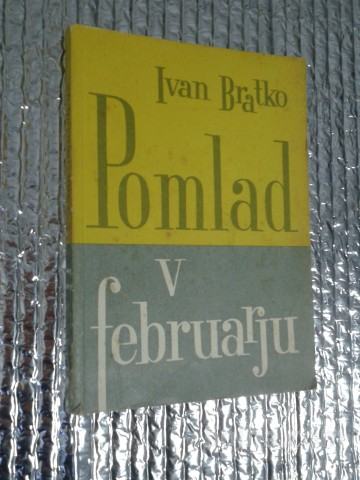 Ivan Bratko
Pomlad
v
februarju